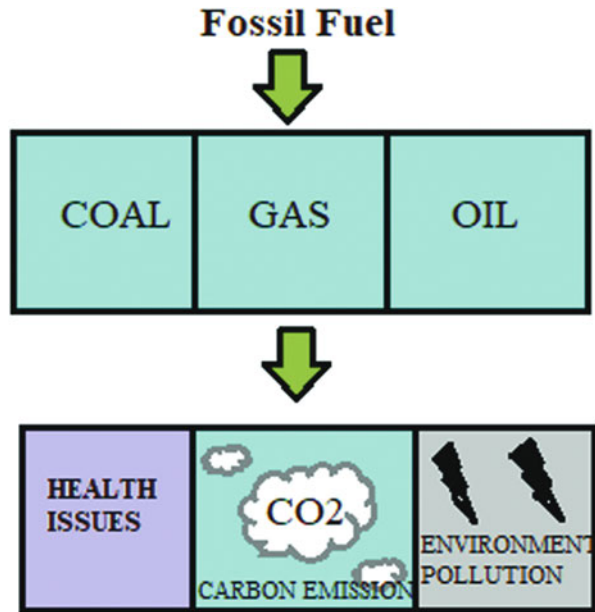 Fossil Fuel
COAL GAS OIL
HEALTH
ISSUES
CO2
CARBON EMISSION
ENVIRONMENT
POLLUTION